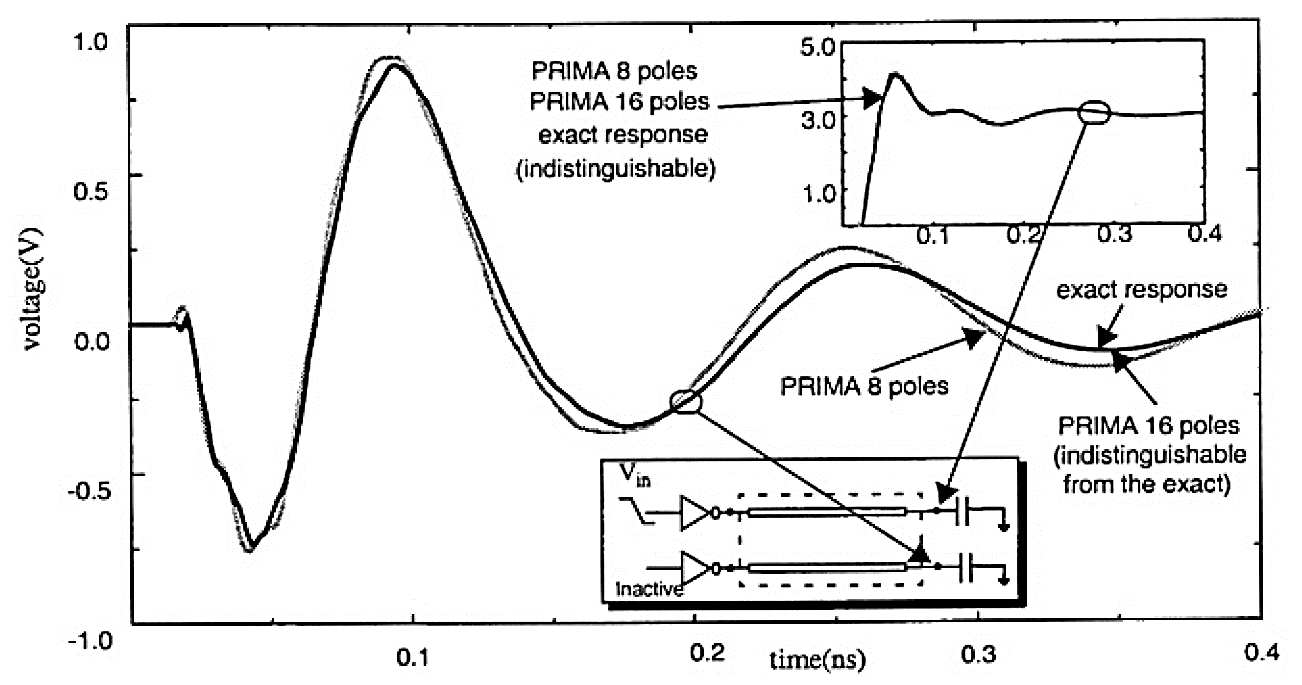 1.0
0.5
0.0
-0.5
-1.0
voltage(V)
0.1
0.2
0.3
0.4
time(ns)
PRIMA 8 poles
PRIMA 16 poles
exact response
(indistinguishable)
5.0
3.0
1.0
0.1
0.2
0.3
0.4
exact response
PRIMA 8 poles
PRIMA 16 poles
(indistinguishable
from the exact)
Vin
Inactive